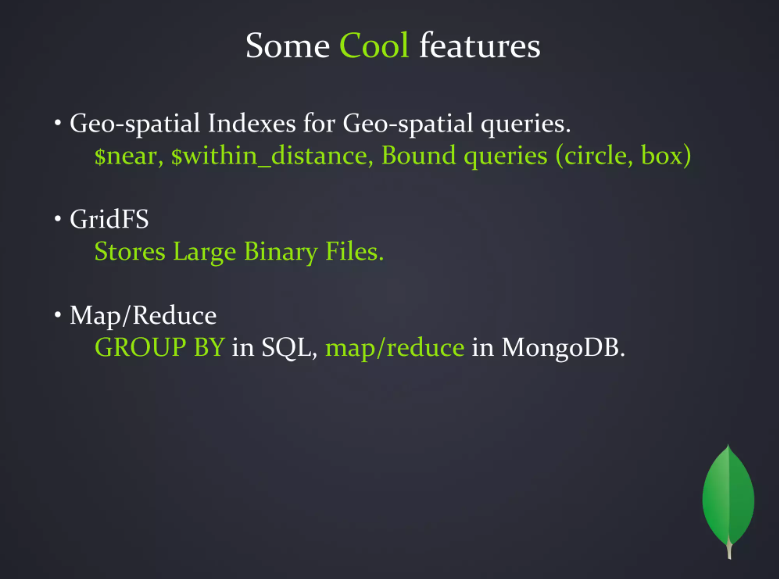 Some Cool features
• Geo-spatial Indexes for Geo-spatial queries.
$near, $within_distance, Bound queries (circle, box)
• GridFS
Stores Large Binary Files.
• Map/Reduce
GROUP BY in SQL, map/reduce in MongoDB.